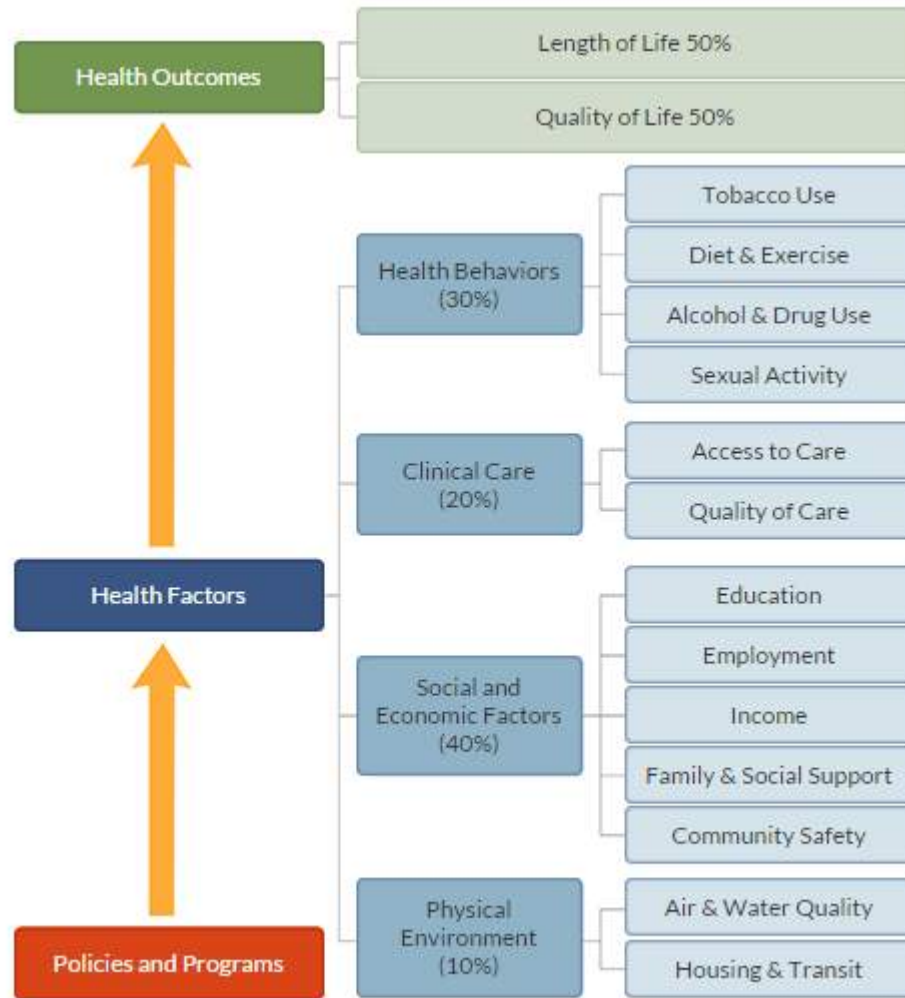 Health Outcomes
Length of Life 50%
Quality of Life 50%
Health Factors
Health Behaviors
(30%)
Tobacco Use
Diet & Exercise
Alcohol & Drug Use
Sexual Activity
Clinical Care
(20%)
Access to Care
Quality of Care
Social and
Economic Factors
(40%)
Education
Employment
Income
Family & Social Support
Community Safety
Physical
Environment
(10%)
Air & Water Quality
Housing & Transit
Policies and Programs